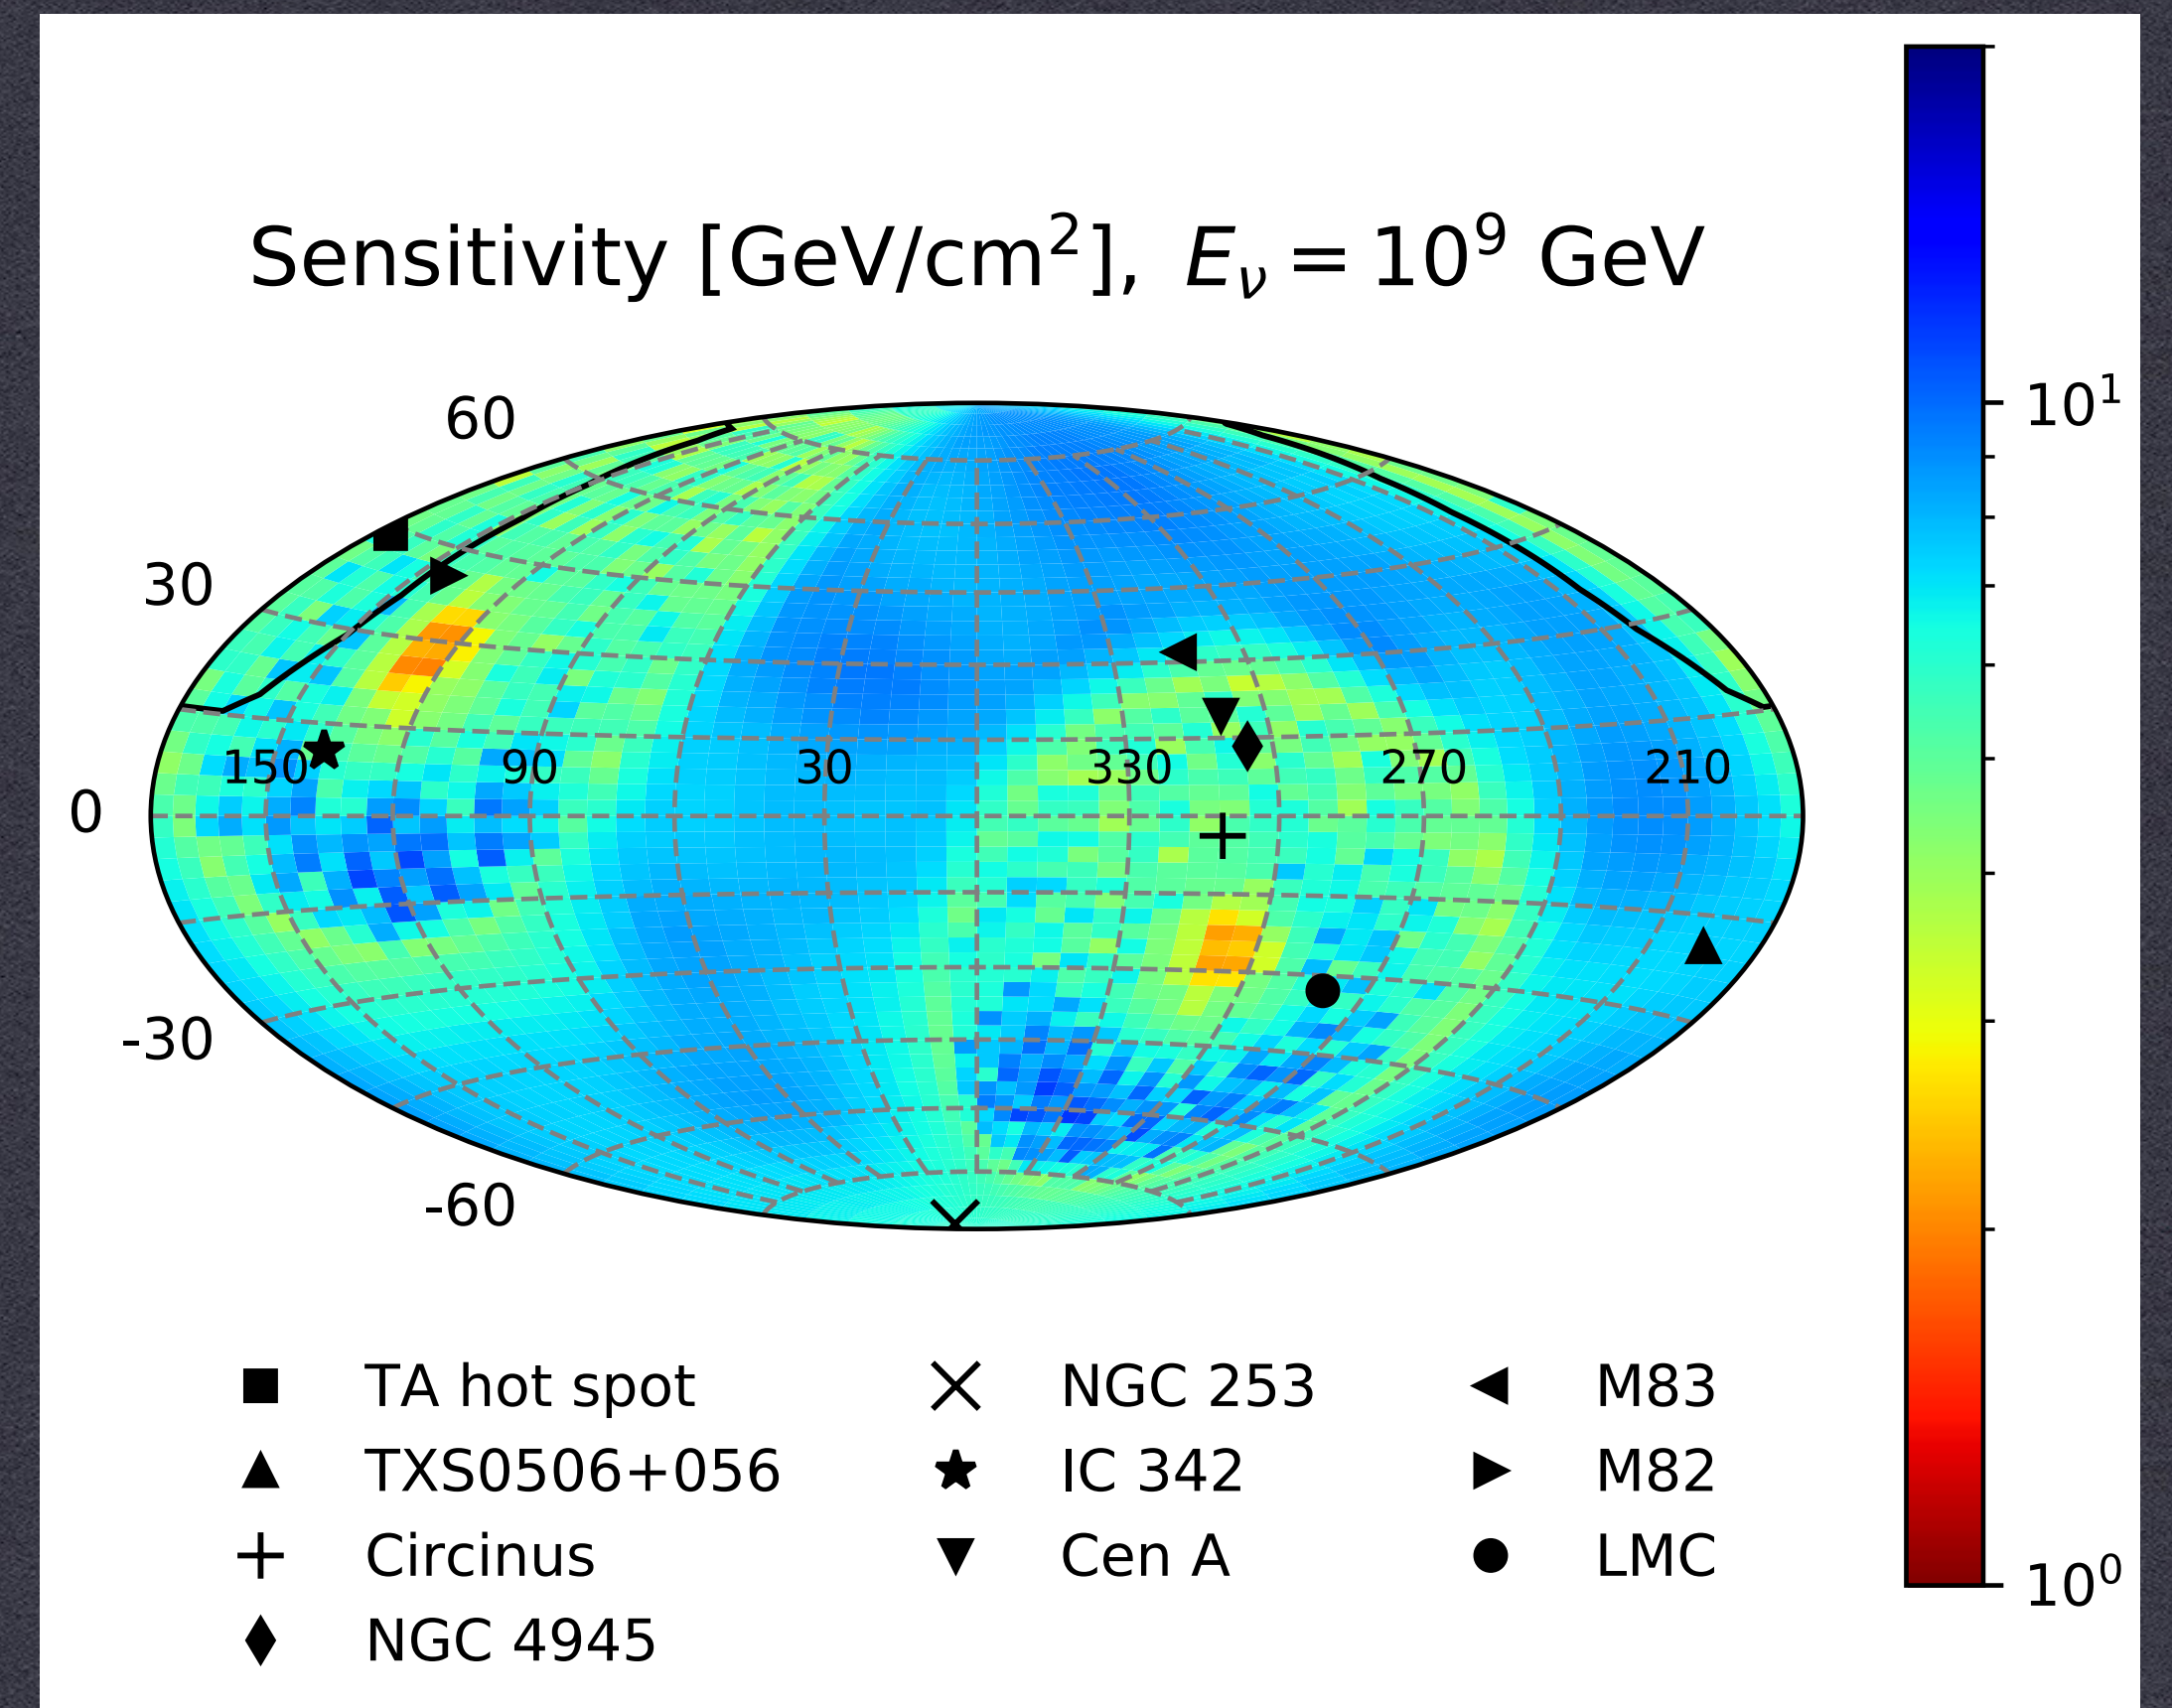 Sensitivity [GeV/cm²], Eᵥ = 10⁹ GeV
60
30
0
-30
-60
150 90 30 330 270 210
10¹
10⁰
TA hot spot
TXS0506+056
Circinus
NGC 4945
NGC 253
IC 342
Cen A
M83
M82
LMC